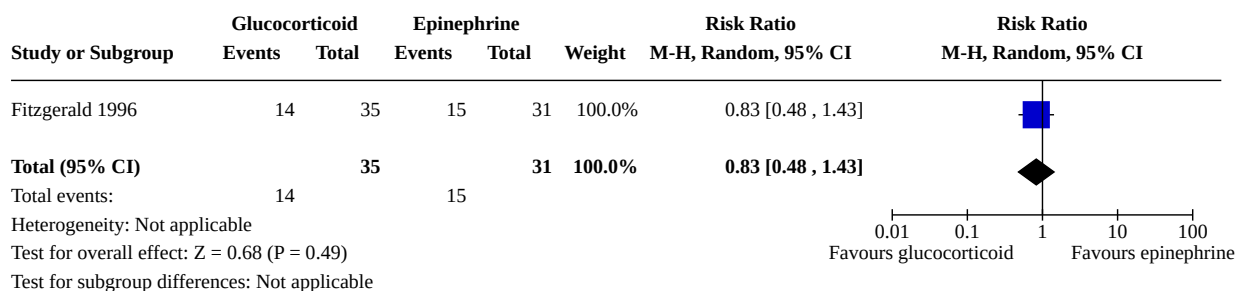 Glucocorticoid Epinephrine Risk Ratio Risk Ratio
Study or Subgroup Events Total Events Total Weight M-H, Random, 95% CI M-H, Random, 95% CI
Fitzgerald 1996 14 35 15 31 100.0% 0.83 [0.48 , 1.43]
Total (95% CI) 35 31 100.0% 0.83 [0.48 , 1.43]
Total events: 14 15
Heterogeneity: Not applicable
0.01 0.1 1 10 100
Test for overall effect: Z = 0.68 (P = 0.49) Favours glucocorticoid Favours epinephrine
Test for subgroup differences: Not applicable